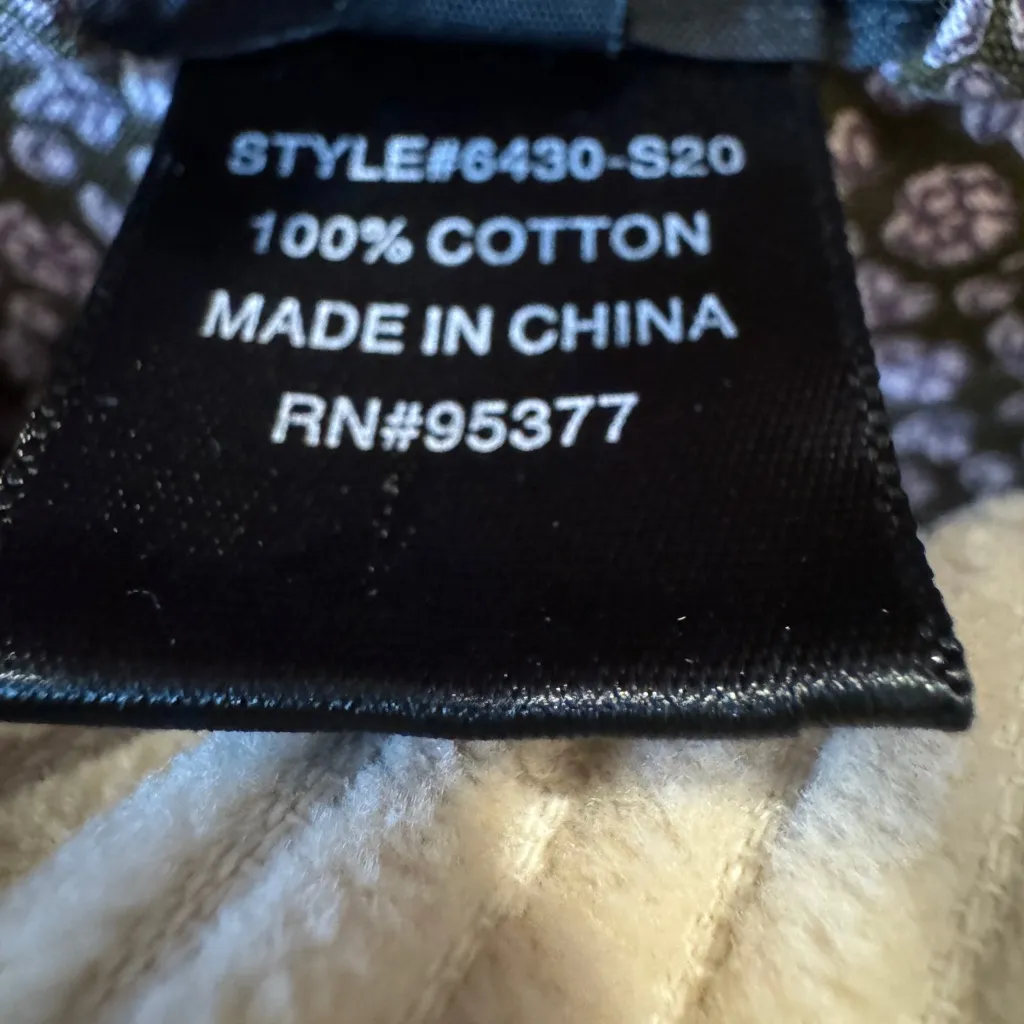 STYLE#6430-S20
100% COTTON
MADE IN CHINA
RN#95377